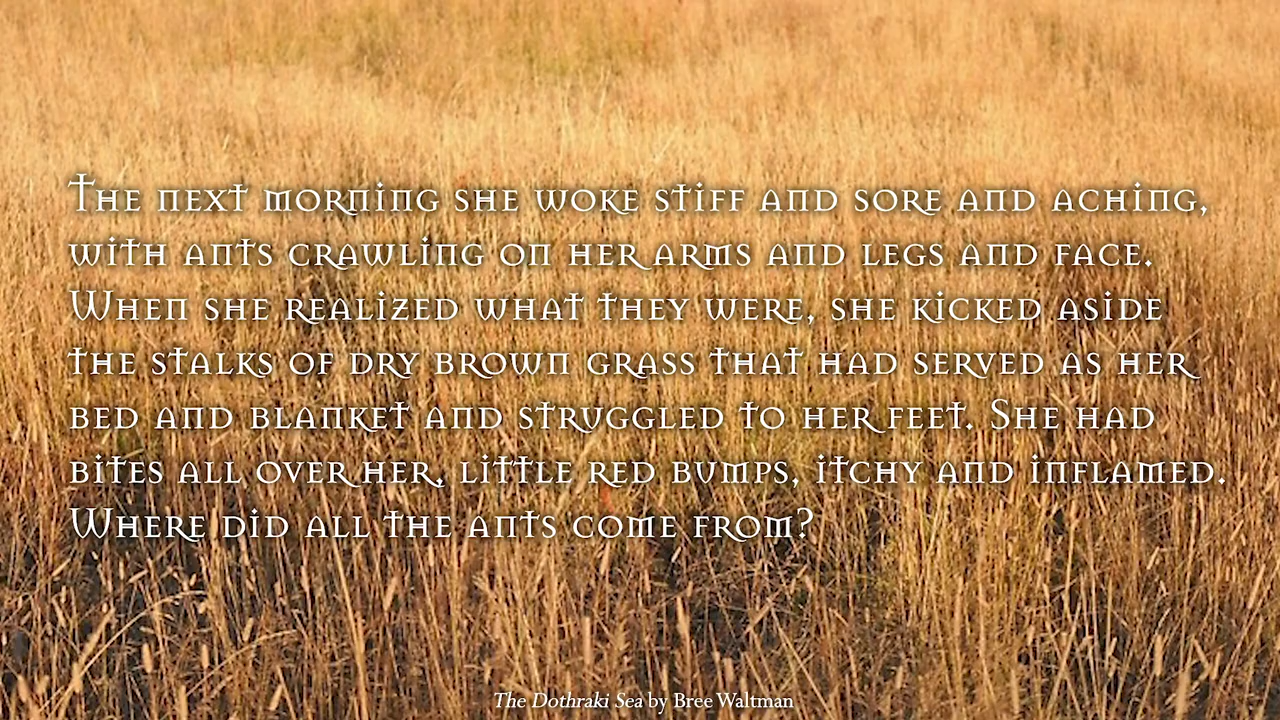 The next morning she woke stiff and sore and aching,
with ants crawling on her arms and legs and face.
When she realized what they were, she kicked aside
the stalks of dry brown grass that had served as her
bed and blanket and struggled to her feet. She had
bites all over her, little red bumps, itchy and inflamed.
Where did all the ants come from?
The Dothraki Sea by Bree Waltman